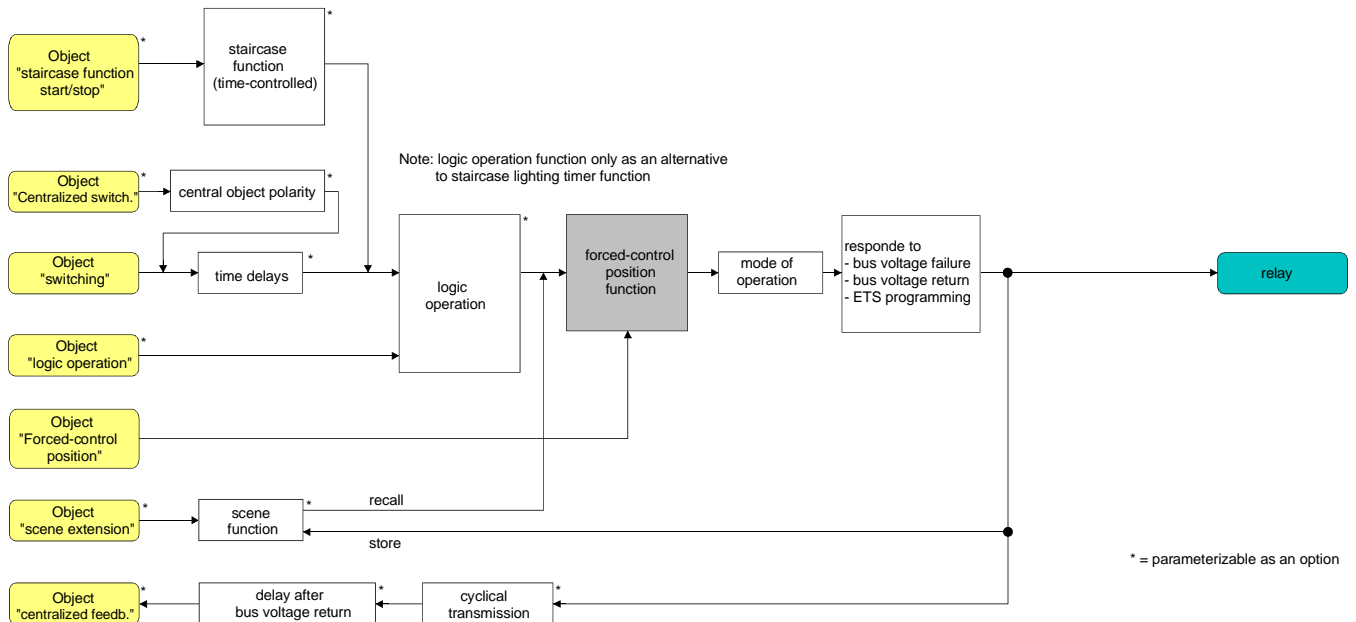 *
*
Object
"staircase function
start/stop"
staircase
function
(time-controlled)
Note: logic operation function only as an alternative
to staircase lighting timer function
*
*
Object
"Centralized switch."
central object polarity
*
*
Object
"switching"
time delays
logic
operation
forced-control
position
function
mode of
operation
responde to
- bus voltage failure
- bus voltage return
- ETS programming
relay
*
Object
"logic operation"
Object
"Forced-control
position"
*
*
Object
"scene extension"
scene
function
recall
store
* = parameterizable as an option
*
*
*
Object
"centralized feedb."
delay after
bus voltage return
cyclical
transmission